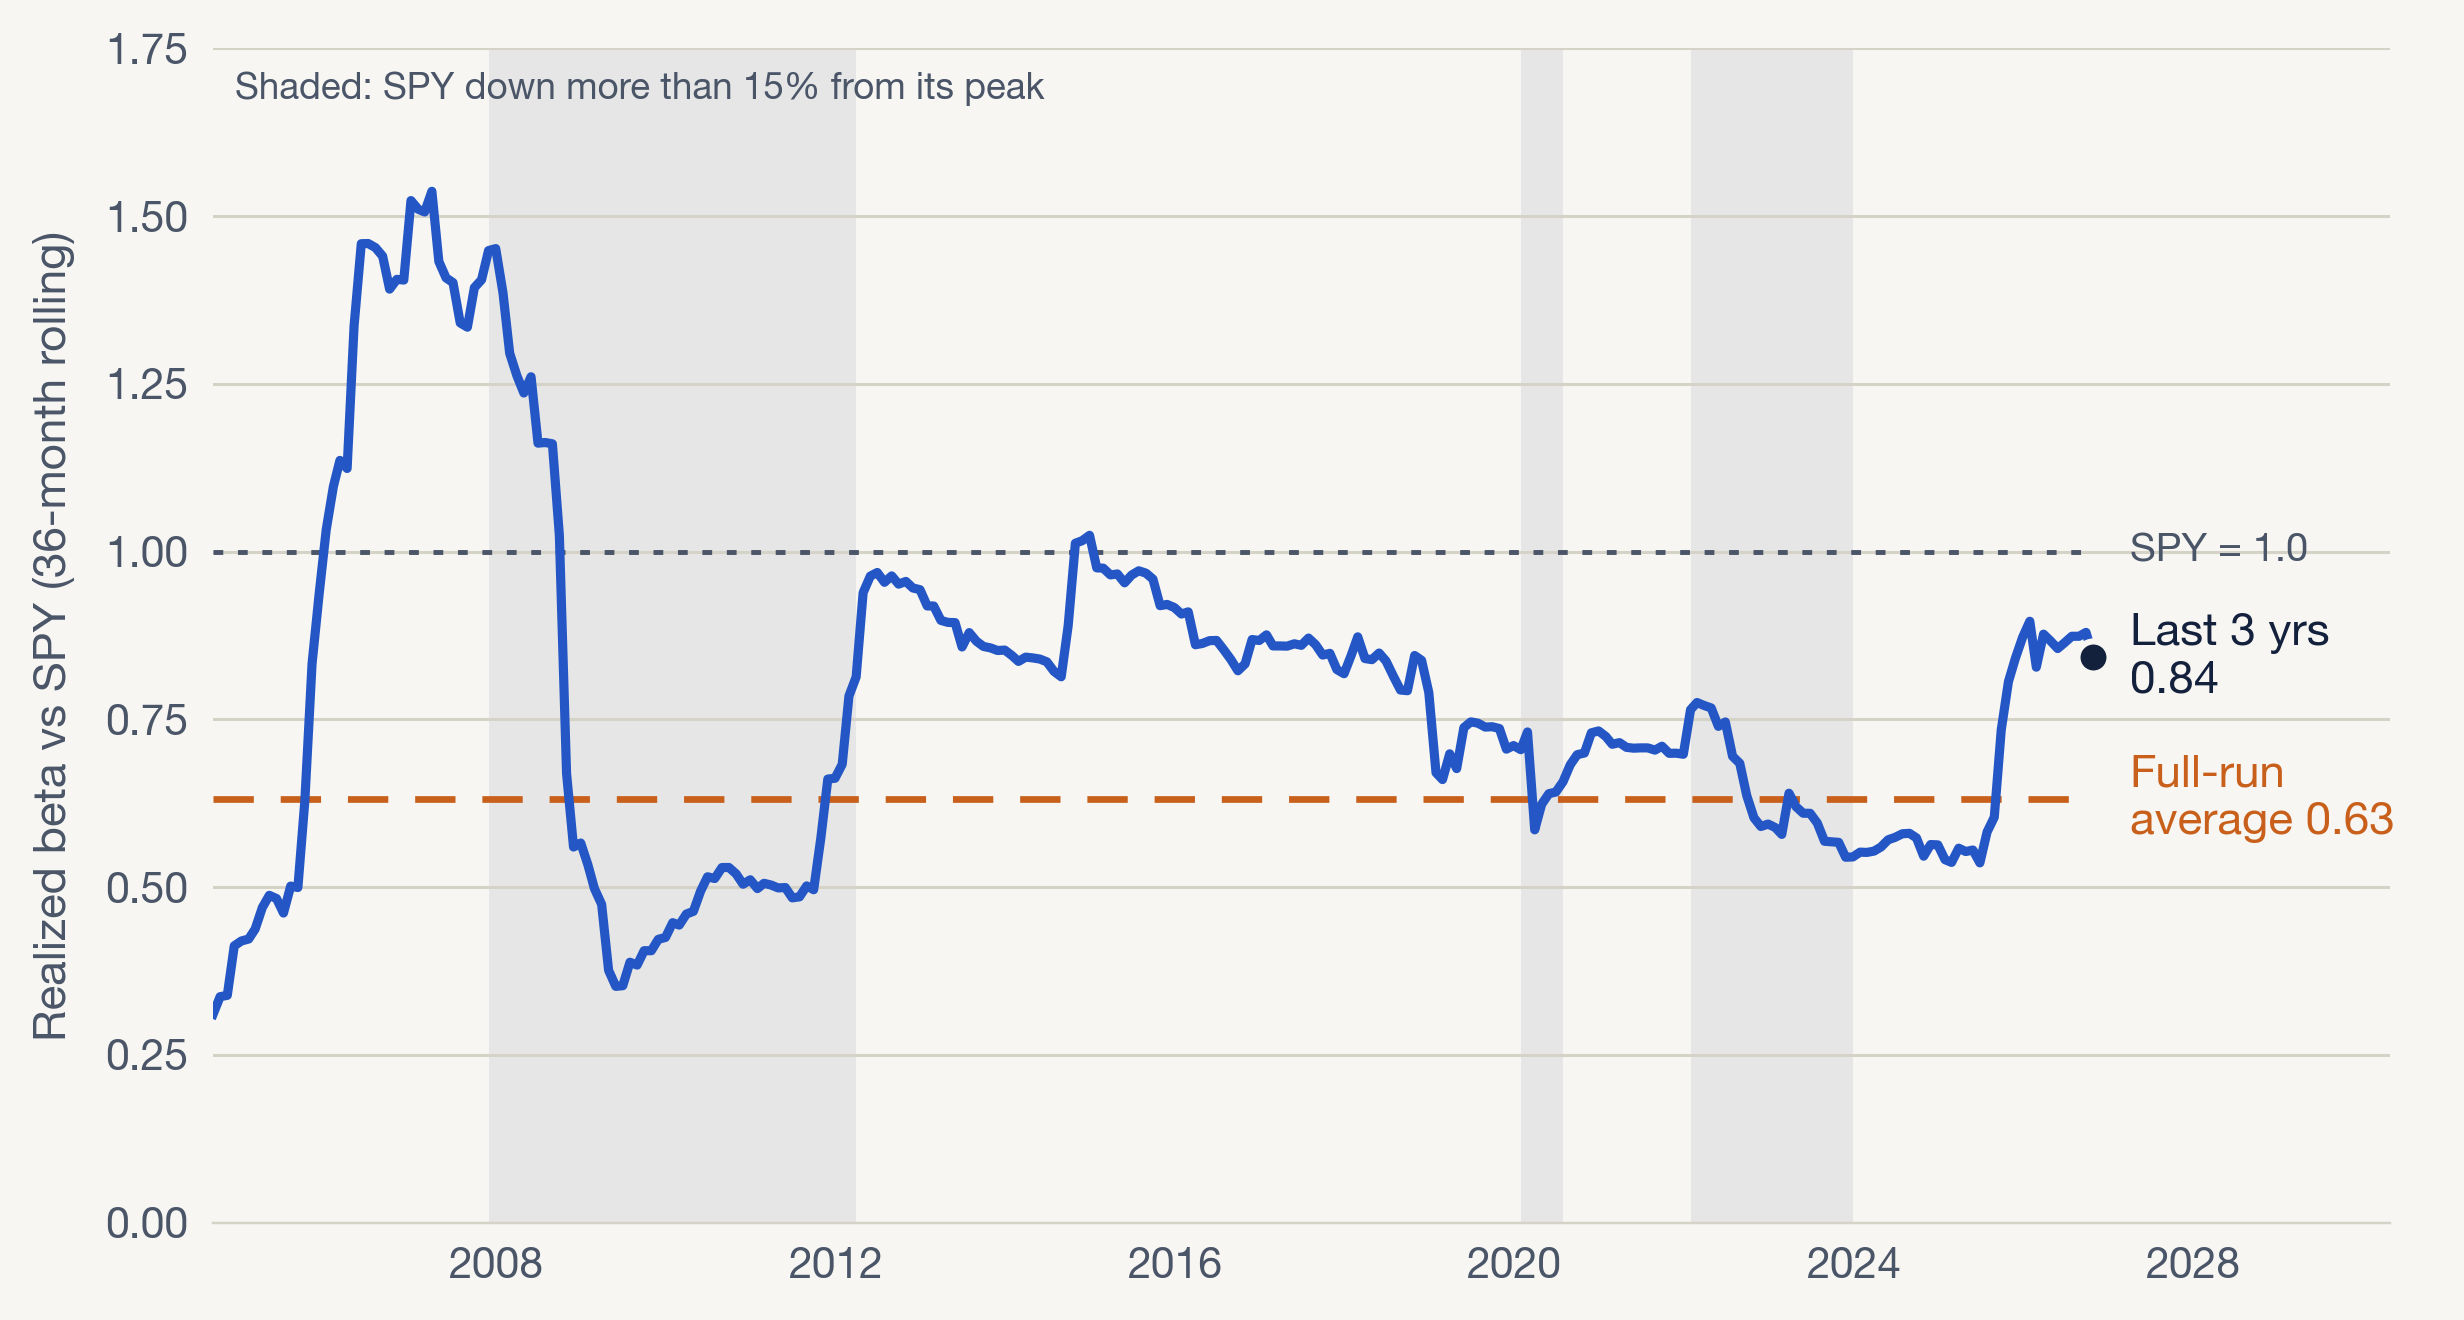 Shaded: SPY down more than 15% from its peak
Realized beta vs SPY (36-month rolling)
1.75
1.50
1.25
1.00
0.75
0.50
0.25
0.00
SPY = 1.0
Last 3 yrs
0.84
Full-run
average 0.63
2008
2012
2016
2020
2024
2028